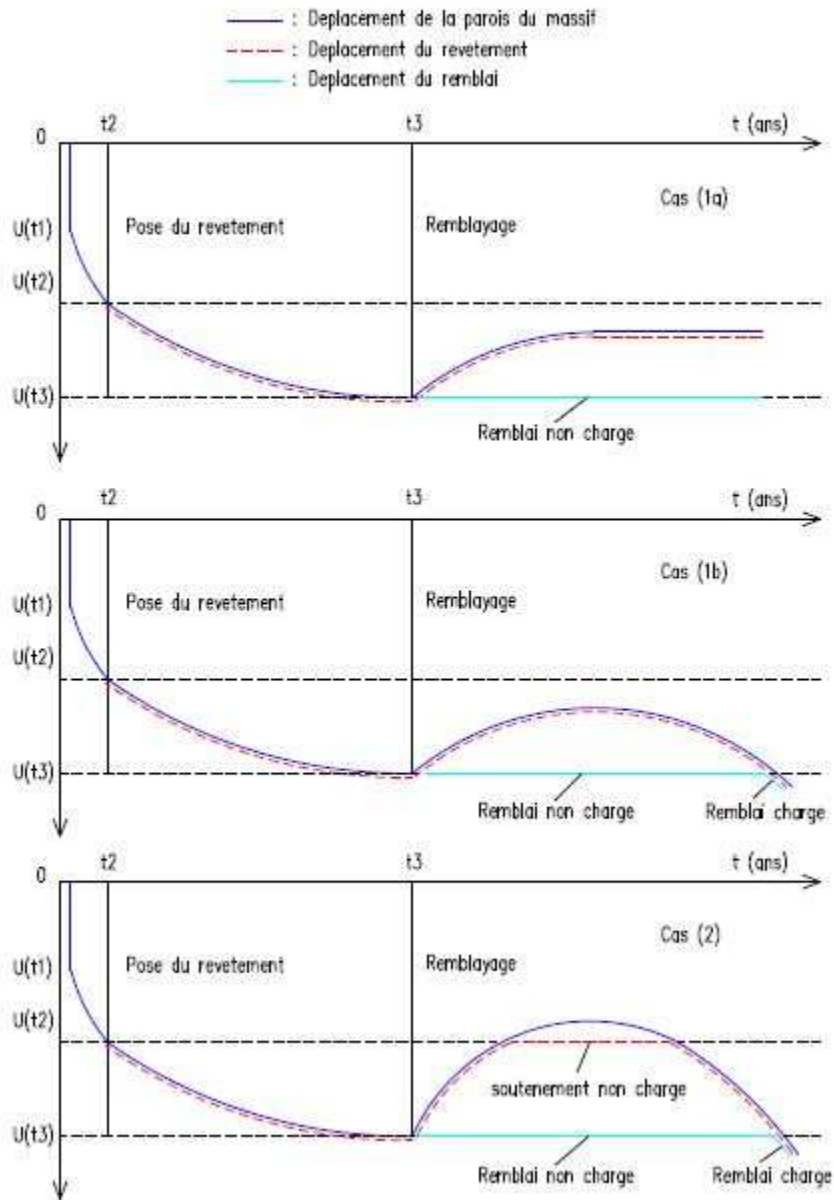 : Deplacement de la parois du massif
: Deplacement du revetement
: Deplacement du remblai
0 t2 t3 t (ans)
Cas (1a)
U(t1) Pose du revetement Remblayage
U(t2)
U(t3)
Remblai non charge
0 t2 t3 t (ans)
Cas (1b)
U(t1) Pose du revetement Remblayage
U(t2)
U(t3)
Remblai non charge Remblai charge
0 t2 t3 t (ans)
Cas (2)
U(t1) Pose du revetement Remblayage
U(t2)
soutenement non charge
U(t3)
Remblai non charge Remblai charge